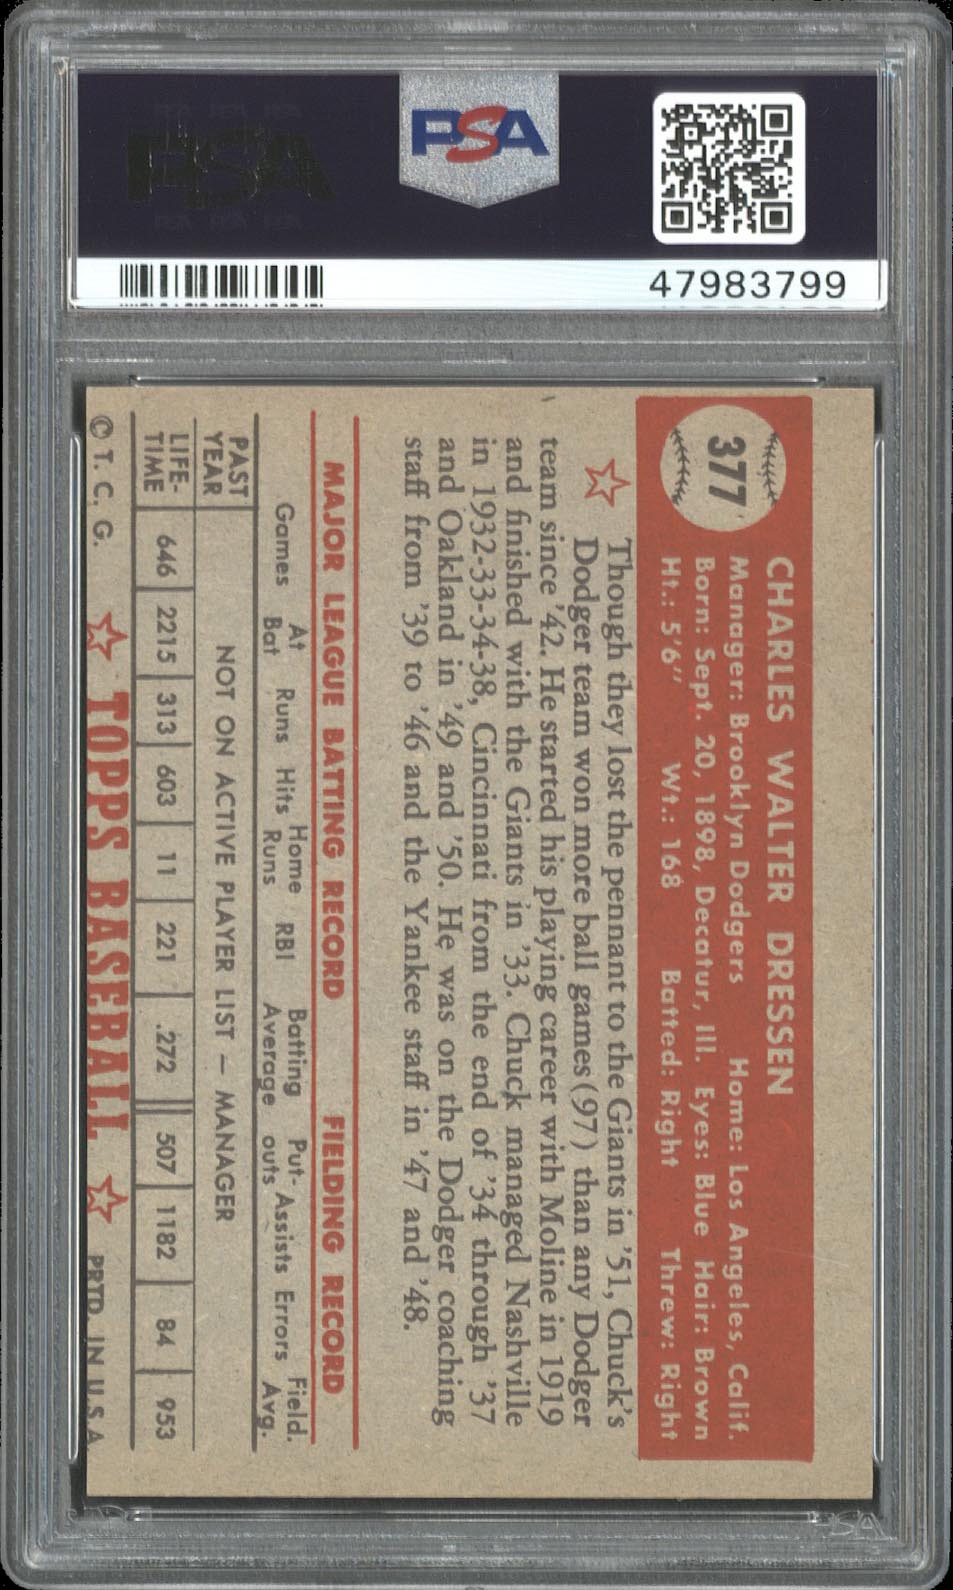 PSA
PSA
47983799
377
CHARLES WALTER DRESSEN
Manager: Brooklyn Dodgers Home: Los Angeles, Calif.
Born: Sept. 20, 1898, Decatur, Ill. Eyes: Blue Hair: Brown
Ht.: 5'6" Wt.: 168 Batted: Right Threw: Right
Though they lost the pennant to the Giants in '51, Chuck's
Dodger team won more ball games (97) than any Dodger
team since '42. He started his playing career with Moline in 1919
and finished with the Giants in '33. Chuck managed Nashville
in 1932-33-34-38, Cincinnati from the end of '34 through '37
and Oakland in '49 and '50. He was on the Dodger coaching
staff from '39 to '46 and the Yankee staff in '47 and '48.
MAJOR LEAGUE BATTING RECORD FIELDING RECORD
Games At Bat Runs Hits Home Runs RBI Batting Average Put-outs Assists Errors Field. Avg.
PAST YEAR NOT ON ACTIVE PLAYER LIST — MANAGER
LIFE-TIME 646 2215 313 603 11 221 .272 507 1182 84 953
© T. C. G. TOPPS BASEBALL PRTD. IN U.S.A.
PSA